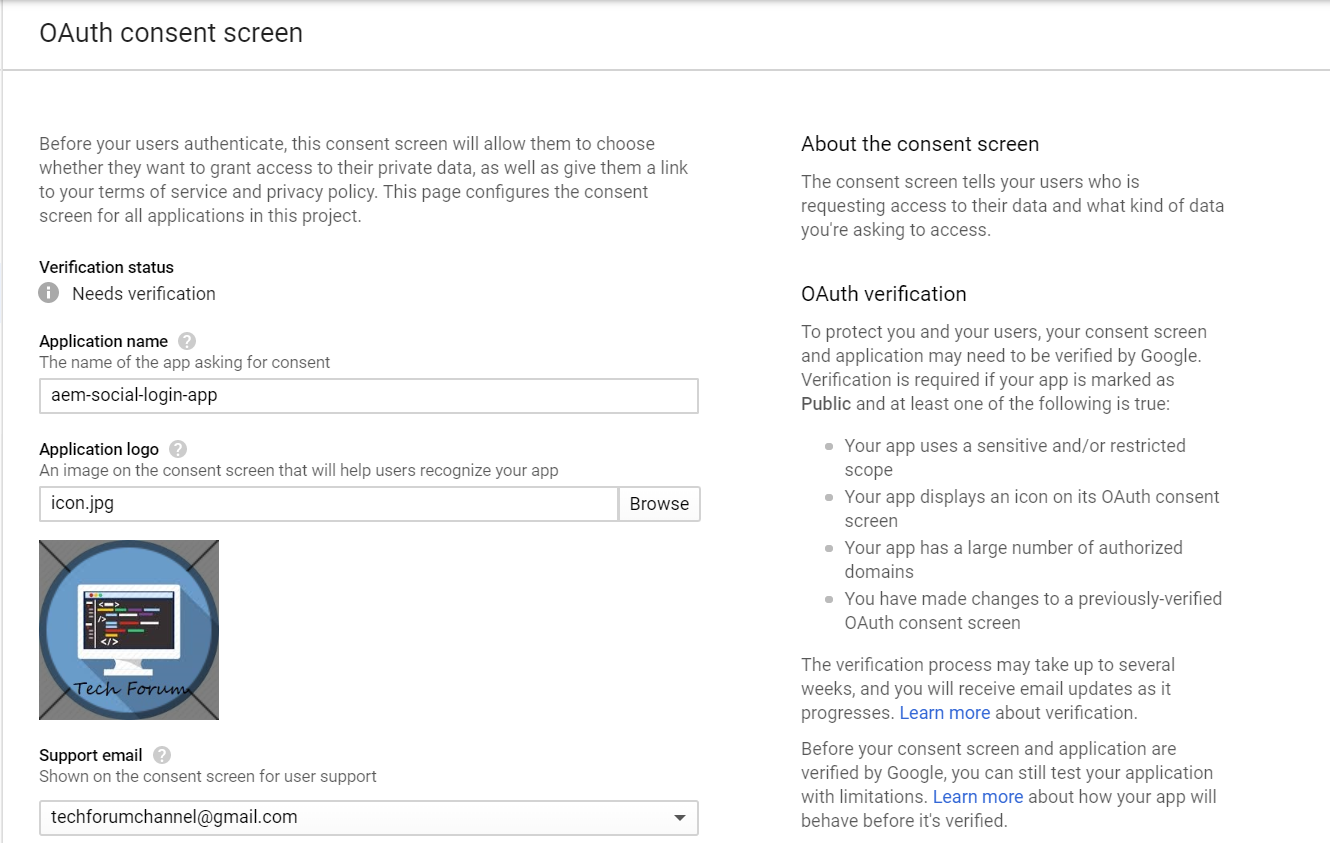 OAuth consent screen
Before your users authenticate, this consent screen will allow them to choose
whether they want to grant access to their private data, as well as give them a link
to your terms of service and privacy policy. This page configures the consent
screen for all applications in this project.
Verification status
Needs verification
Application name
The name of the app asking for consent
aem-social-login-app
Application logo
An image on the consent screen that will help users recognize your app
icon.jpg
Browse
Tech Forum
Support email
Shown on the consent screen for user support
techforumchannel@gmail.com
About the consent screen
The consent screen tells your users who is
requesting access to their data and what kind of data
you're asking to access.
OAuth verification
To protect you and your users, your consent screen
and application may need to be verified by Google.
Verification is required if your app is marked as
Public and at least one of the following is true:
Your app uses a sensitive and/or restricted
scope
Your app displays an icon on its OAuth consent
screen
Your app has a large number of authorized
domains
You have made changes to a previously-verified
OAuth consent screen
The verification process may take up to several
weeks, and you will receive email updates as it
progresses. Learn more about verification.
Before your consent screen and application are
verified by Google, you can still test your application
with limitations. Learn more about how your app will
behave before it's verified.